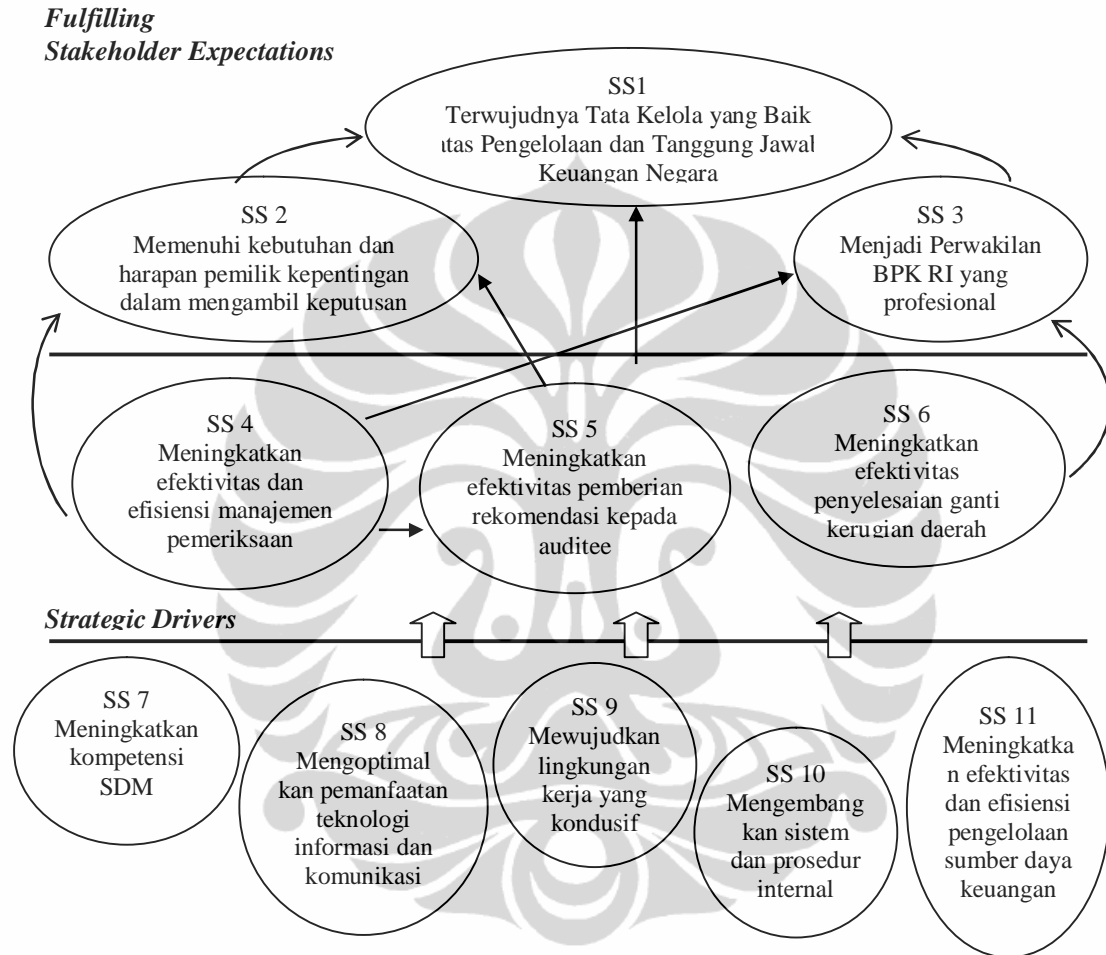 Fulfilling
Stakeholder Expectations
SS1
Terwujudnya Tata Kelola yang Baik
atas Pengelolaan dan Tanggung Jawab
Keuangan Negara
SS 2
Memenuhi kebutuhan dan
harapan pemilik kepentingan
dalam mengambil keputusan
SS 3
Menjadi Perwakilan
BPK RI yang
profesional
SS 4
Meningkatkan
efektivitas dan
efisiensi manajemen
pemeriksaan
SS 5
Meningkatkan
efektivitas pemberian
rekomendasi kepada
auditee
SS 6
Meningkatkan
efektivitas
penyelesaian ganti
kerugian daerah
Strategic Drivers
SS 7
Meningkatkan
kompetensi
SDM
SS 8
Mengoptimal
kan pemanfaatan
teknologi
informasi dan
komunikasi
SS 9
Mewujudkan
lingkungan
kerja yang
kondusif
SS 10
Mengembang
kan sistem
dan prosedur
internal
SS 11
Meningkatka
n efektivitas
dan efisiensi
pengelolaan
sumber daya
keuangan